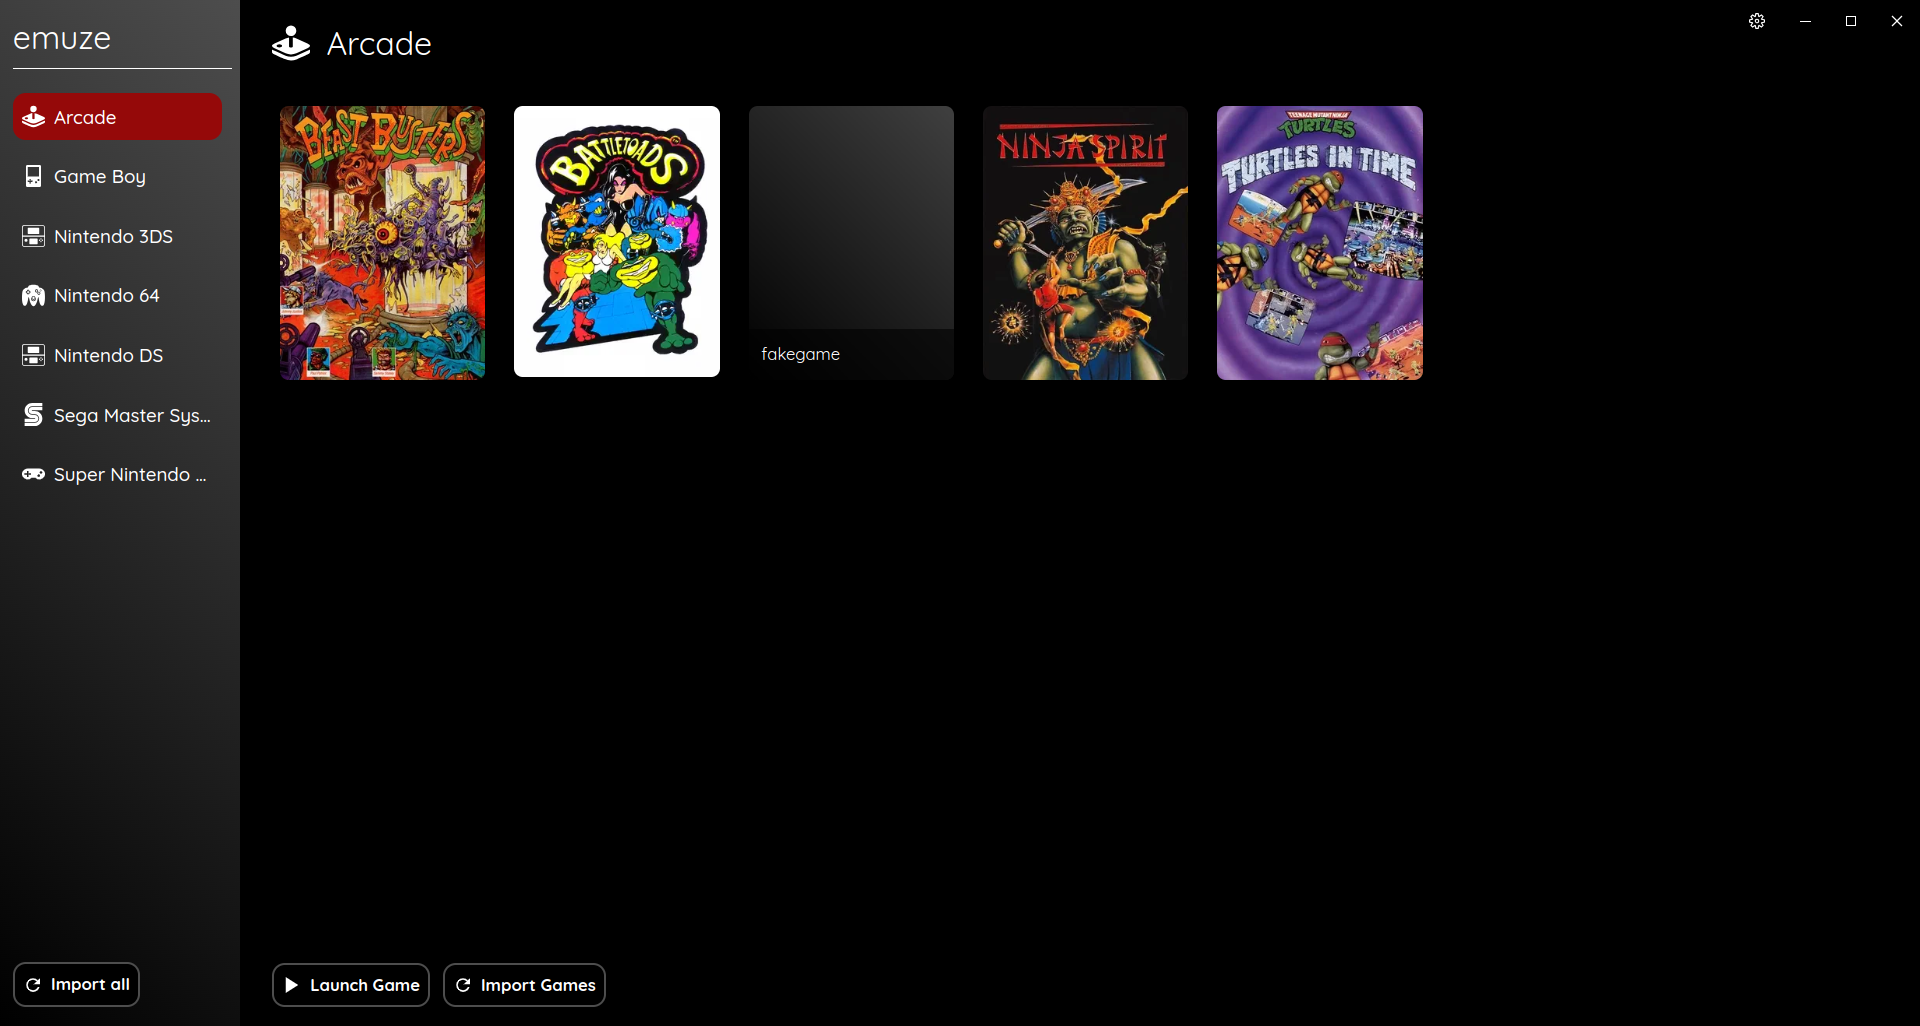 emuze
Arcade
Game Boy
Nintendo 3DS
Nintendo 64
Nintendo DS
Sega Master Sys...
Super Nintendo ...
Import all
Arcade
BEAST BUSTERS
BATTLETOADS
fakegame
NINJA SPIRIT
TEENAGE MUTANT NINJA
TURTLES
TURTLES IN TIME
Launch Game
Import Games